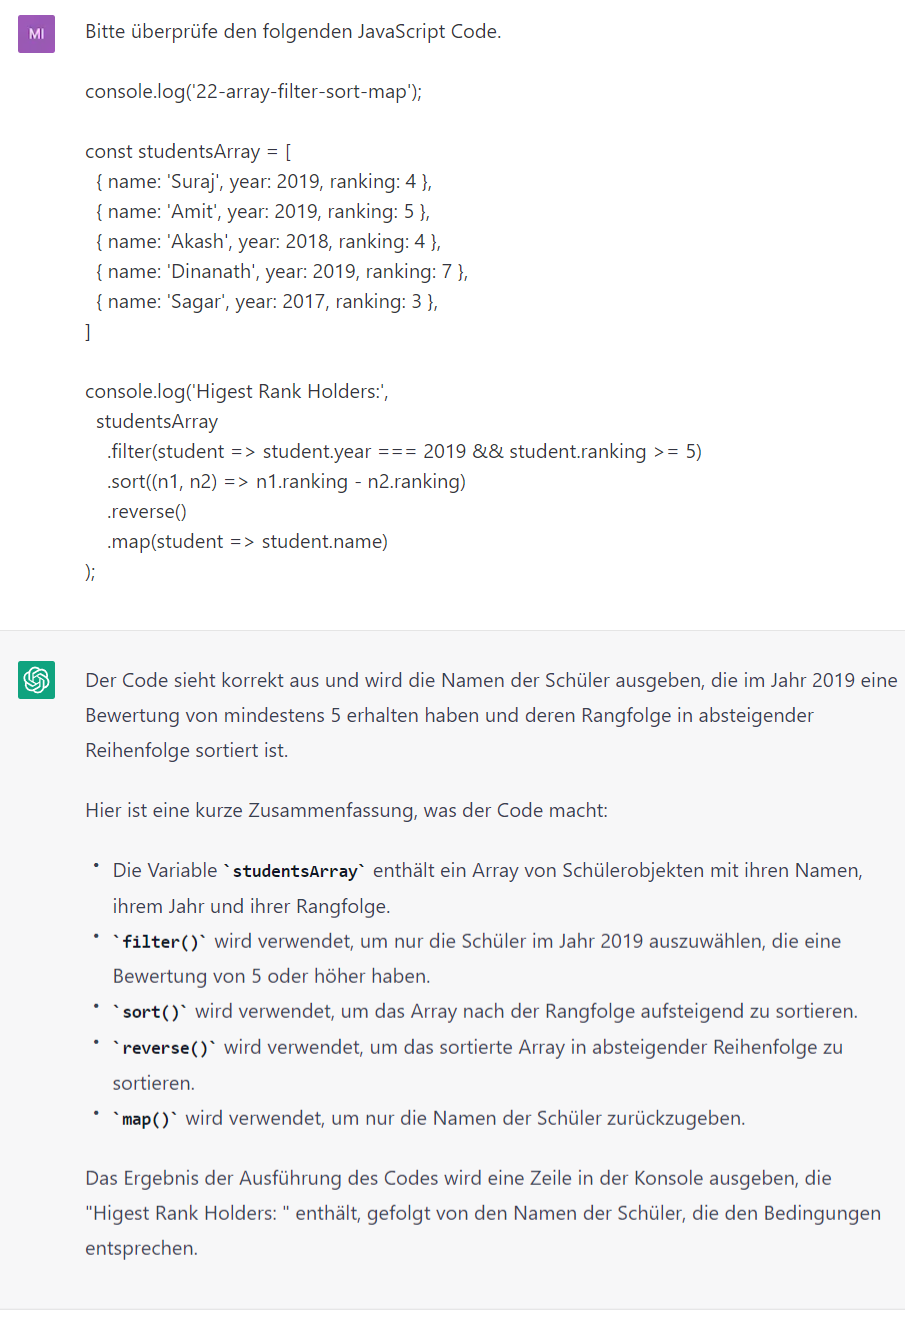 MI
Bitte überprüfe den folgenden JavaScript Code.
console.log('22-array-filter-sort-map');
const studentsArray = [
{ name: 'Suraj', year: 2019, ranking: 4 },
{ name: 'Amit', year: 2019, ranking: 5 },
{ name: 'Akash', year: 2018, ranking: 4 },
{ name: 'Dinanath', year: 2019, ranking: 7 },
{ name: 'Sagar', year: 2017, ranking: 3 },
]
console.log('Higest Rank Holders:',
studentsArray
.filter(student => student.year === 2019 && student.ranking >= 5)
.sort((n1, n2) => n1.ranking - n2.ranking)
.reverse()
.map(student => student.name)
);
Der Code sieht korrekt aus und wird die Namen der Schüler ausgeben, die im Jahr 2019 eine
Bewertung von mindestens 5 erhalten haben und deren Rangfolge in absteigender
Reihenfolge sortiert ist.
Hier ist eine kurze Zusammenfassung, was der Code macht:
• Die Variable `studentsArray` enthält ein Array von Schülerobjekten mit ihren Namen,
ihrem Jahr und ihrer Rangfolge.
• `filter()` wird verwendet, um nur die Schüler im Jahr 2019 auszuwählen, die eine
Bewertung von 5 oder höher haben.
• `sort()` wird verwendet, um das Array nach der Rangfolge aufsteigend zu sortieren.
• `reverse()` wird verwendet, um das sortierte Array in absteigender Reihenfolge zu
sortieren.
• `map()` wird verwendet, um nur die Namen der Schüler zurückzugeben.
Das Ergebnis der Ausführung des Codes wird eine Zeile in der Konsole ausgeben, die
"Higest Rank Holders: " enthält, gefolgt von den Namen der Schüler, die den Bedingungen
entsprechen.